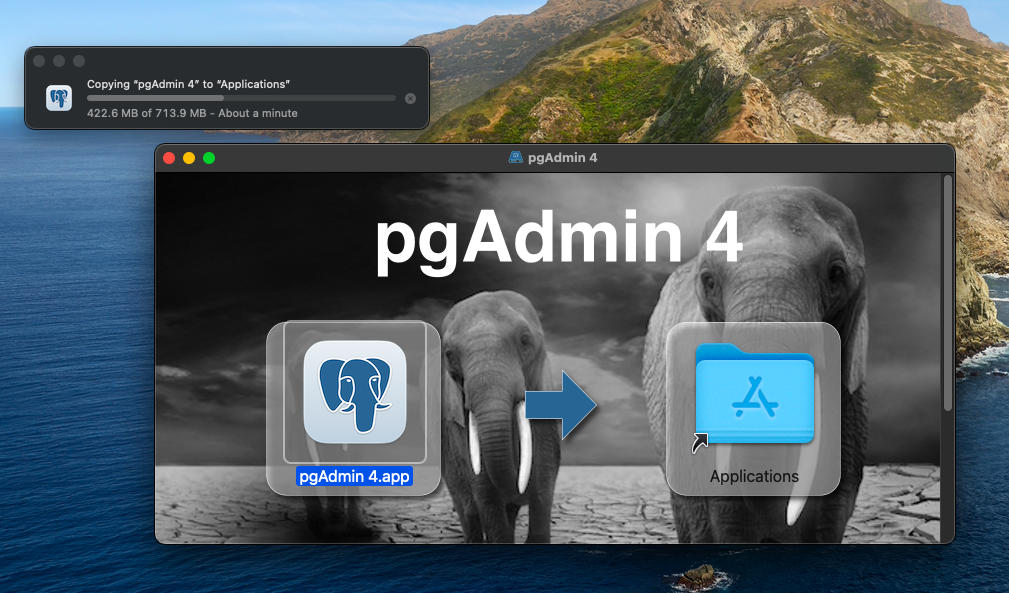 Copying “pgAdmin 4” to “Applications”
422.6 MB of 713.9 MB - About a minute
pgAdmin 4
pgAdmin 4
pgAdmin 4.app
Applications